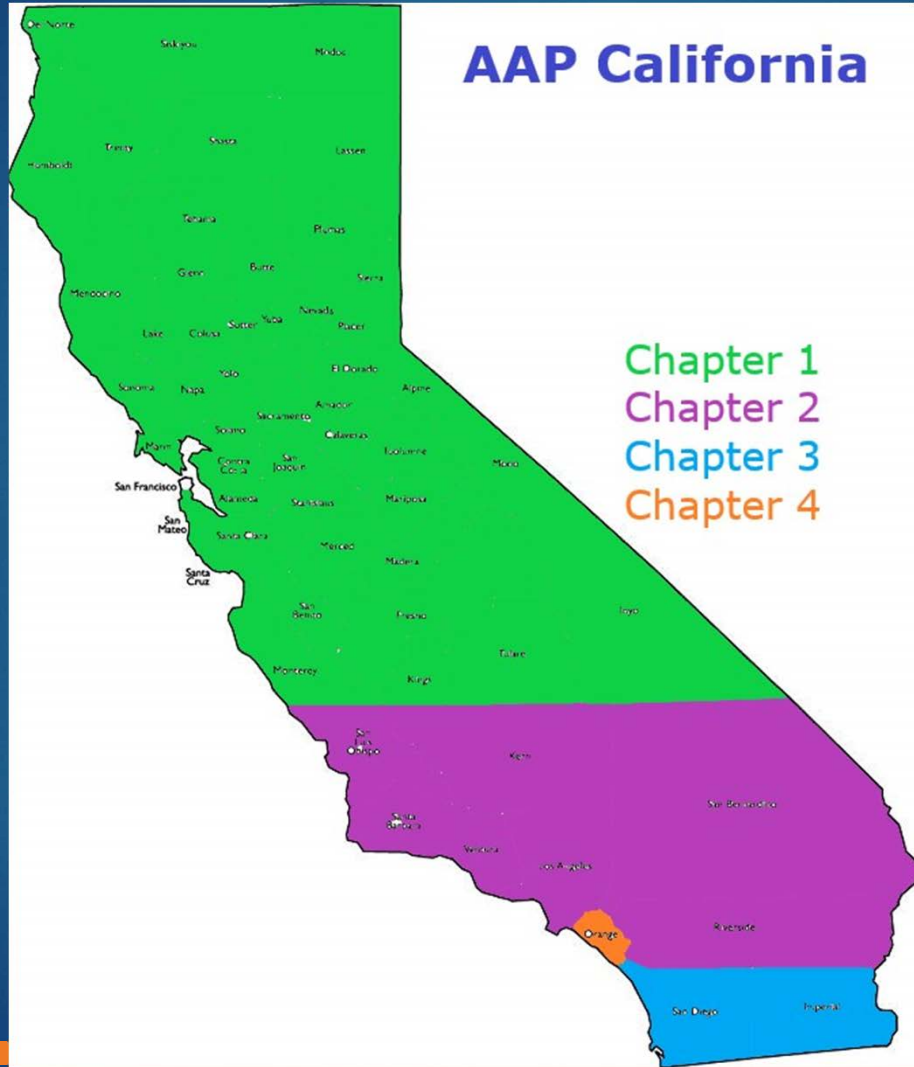 AAP California
Del Norte
Siskiyou
Modoc
Trinity
Shasta
Lassen
Humboldt
Tehama
Plumas
Glenn
Butte
Sierra
Mendocino
Lake
Colusa
Sutter
Yuba
Nevada
Placer
Chapter 1
Chapter 2
Chapter 3
Chapter 4
Sonoma
Napa
Yolo
El Dorado
Alpine
Amador
Sacramento
Solano
Calaveras
Marin
Contra
Costa
San
Joaquin
Tuolumne
Mono
San Francisco
Alameda
Stanislaus
Mariposa
San
Mateo
Santa Clara
Merced
Madera
Santa
Cruz
San
Benito
Fresno
Inyo
Tulare
Monterey
Kings
San
Luis
Obispo
Kern
Santa
Barbara
San Bernardino
Ventura
Los Angeles
Orange
Riverside
San Diego
Imperial